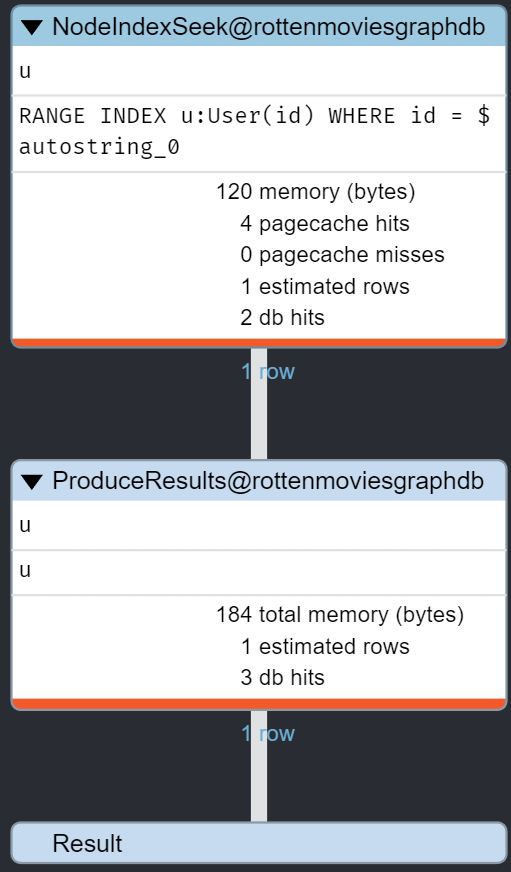 NodeIndexSeek@rottenmoviesgraphdb
u
RANGE INDEX u:User(id) WHERE id = $
autostring_0
120 memory (bytes)
4 pagecache hits
0 pagecache misses
1 estimated rows
2 db hits
1 row
ProduceResults@rottenmoviesgraphdb
u
u
184 total memory (bytes)
1 estimated rows
3 db hits
1 row
Result